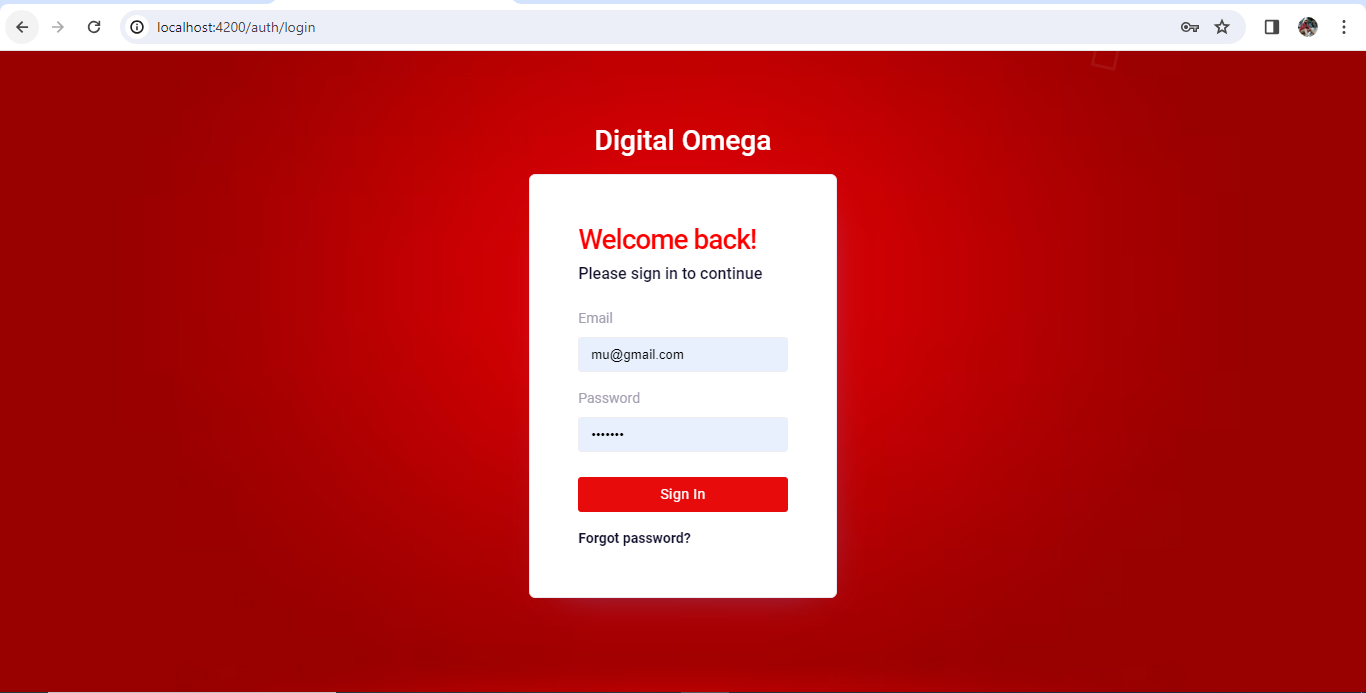 localhost:4200/auth/login
Digital Omega
Welcome back!
Please sign in to continue
Email
mu@gmail.com
Password
•••••••
Sign In
Forgot password?